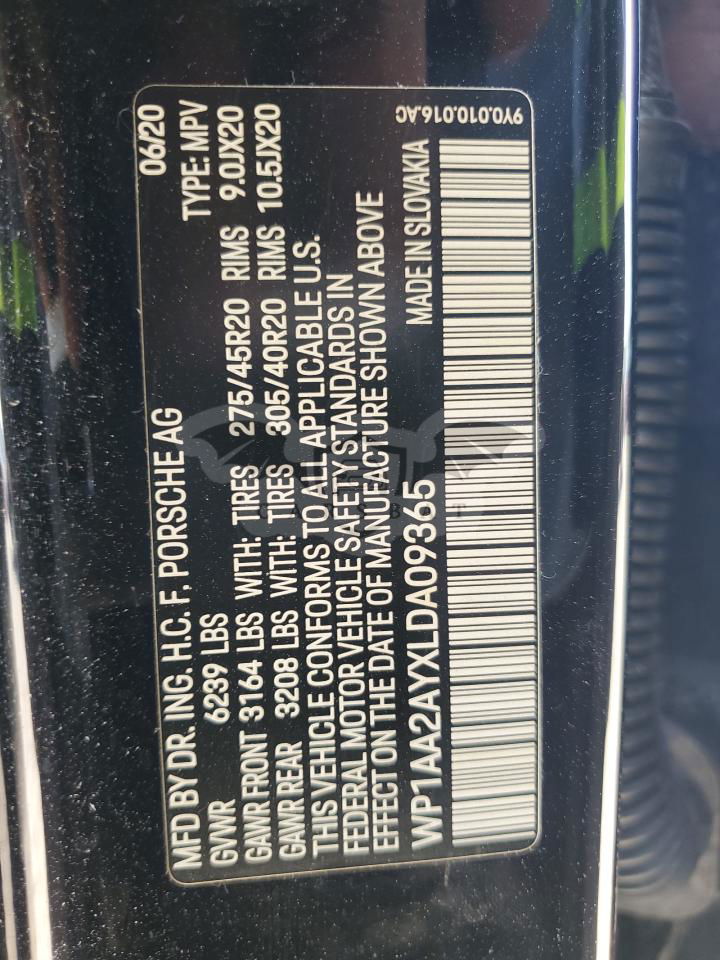 MFD BY DR. ING. H.C. F. PORSCHE AG 06/20
GVWR 6239 LBS TYPE: MPV
GAWR FRONT 3164 LBS WITH: TIRES 275/45R20 RIMS 9.0JX20
GAWR REAR 3208 LBS WITH: TIRES 305/40R20 RIMS 10.5JX20
THIS VEHICLE CONFORMS TO ALL APPLICABLE U.S.
FEDERAL MOTOR VEHICLE SAFETY STANDARDS IN
EFFECT ON THE DATE OF MANUFACTURE SHOWN ABOVE
WP1AA2AYXLDA09365 MADE IN SLOVAKIA
9Y0.010.016.AC